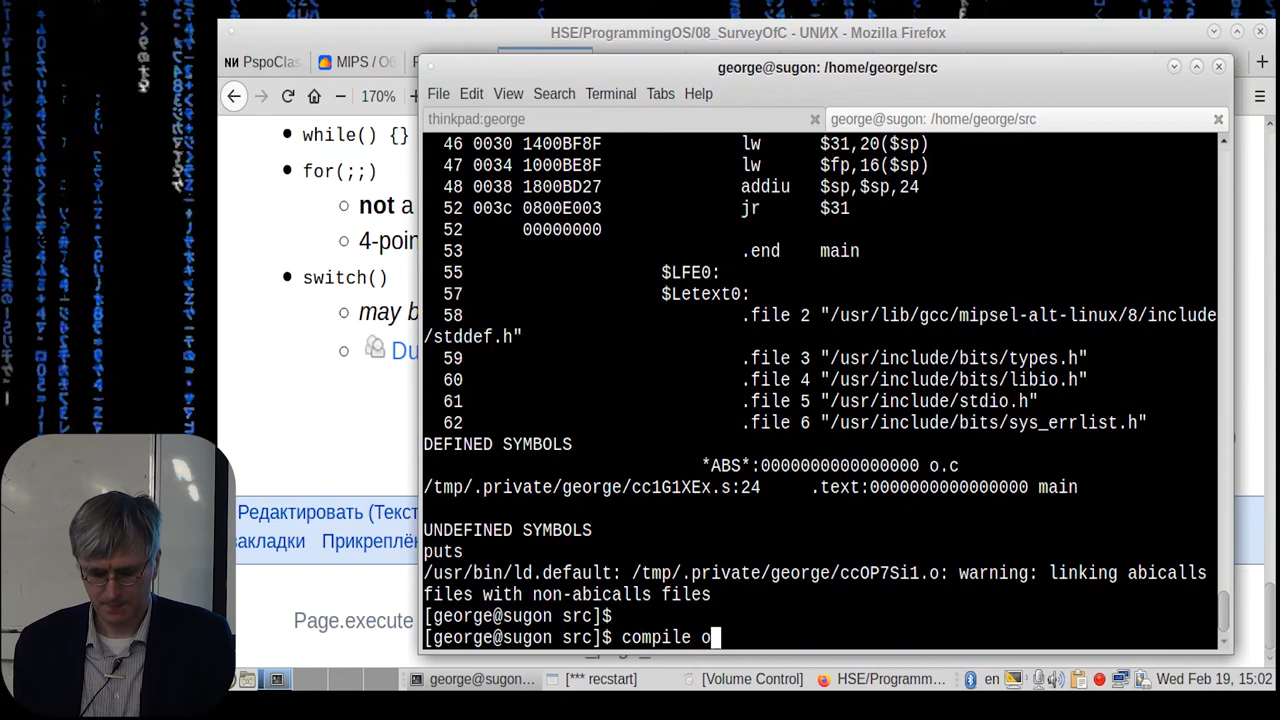 HSE/ProgrammingOS/08_SurveyOfC - UNИX - Mozilla Firefox
PspoClas
MIPS / Об
170%
while() {}
for(;;)
not a
4-poin
switch()
may b
Du
Редактировать (Текст
закладки Прикреплён
Page.execute
george@sugon: /home/george/src
File Edit View Search Terminal Tabs Help
thinkpad:george
george@sugon: /home/george/src
46 0030 1400BF8F lw $31,20($sp)
47 0034 1000BE8F lw $fp,16($sp)
48 0038 1800BD27 addiu $sp,$sp,24
52 003c 0800E003 jr $31
52 00000000
53 .end main
55 $LFE0:
57 $Letext0:
58 .file 2 "/usr/lib/gcc/mipsel-alt-linux/8/include
/stddef.h"
59 .file 3 "/usr/include/bits/types.h"
60 .file 4 "/usr/include/bits/libio.h"
61 .file 5 "/usr/include/stdio.h"
62 .file 6 "/usr/include/bits/sys_errlist.h"
DEFINED SYMBOLS
*ABS*:0000000000000000 o.c
/tmp/.private/george/cc1G1XEx.s:24 .text:0000000000000000 main
UNDEFINED SYMBOLS
puts
/usr/bin/ld.default: /tmp/.private/george/ccOP7Si1.o: warning: linking abicalls
files with non-abicalls files
[george@sugon src]$
[george@sugon src]$ compile o
george@sugon...
[*** recstart]
[Volume Control]
HSE/Programm...
en
Wed Feb 19, 15:02